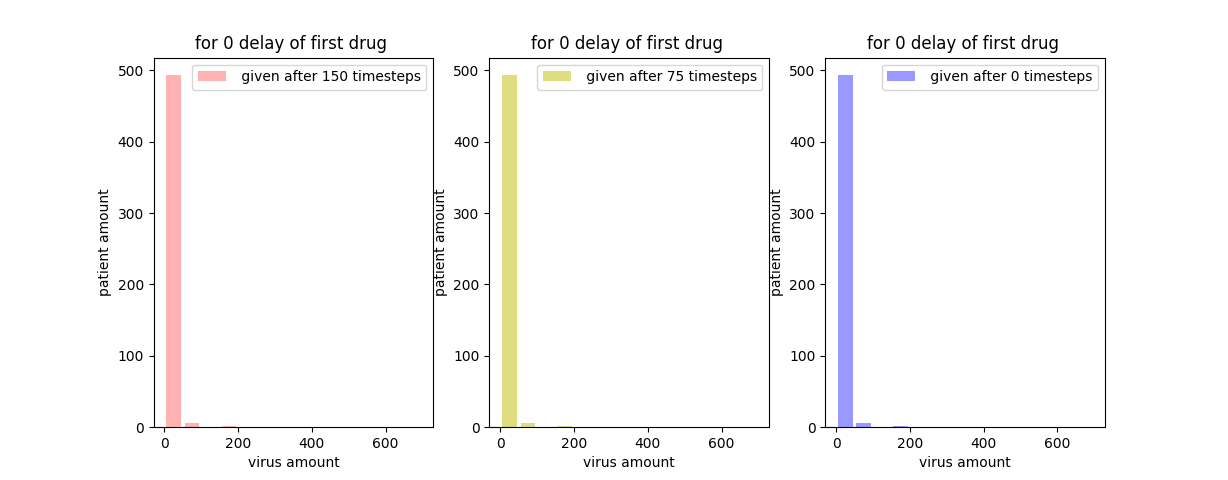 for 0 delay of first drug
given after 150 timesteps
500
400
300
200
100
0
patient amount
0
200
400
600
virus amount
for 0 delay of first drug
given after 75 timesteps
500
400
300
200
100
0
patient amount
0
200
400
600
virus amount
for 0 delay of first drug
given after 0 timesteps
500
400
300
200
100
0
patient amount
0
200
400
600
virus amount